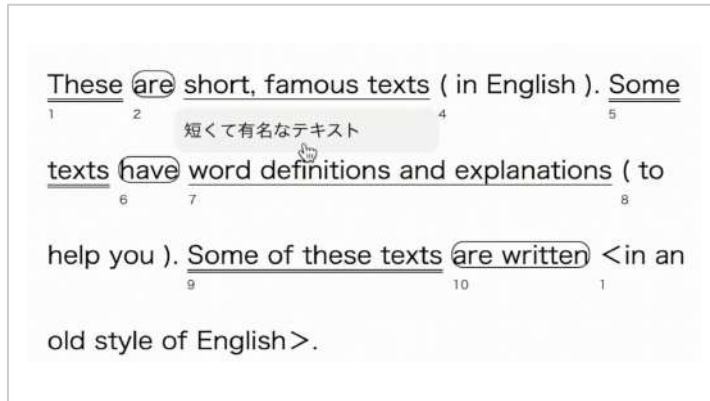 These are short, famous texts ( in English ). Some
1 2 4 5
短くて有名なテキスト
texts have word definitions and explanations ( to
6 7 8
help you ). Some of these texts are written <in an
9 10 1
old style of English>.